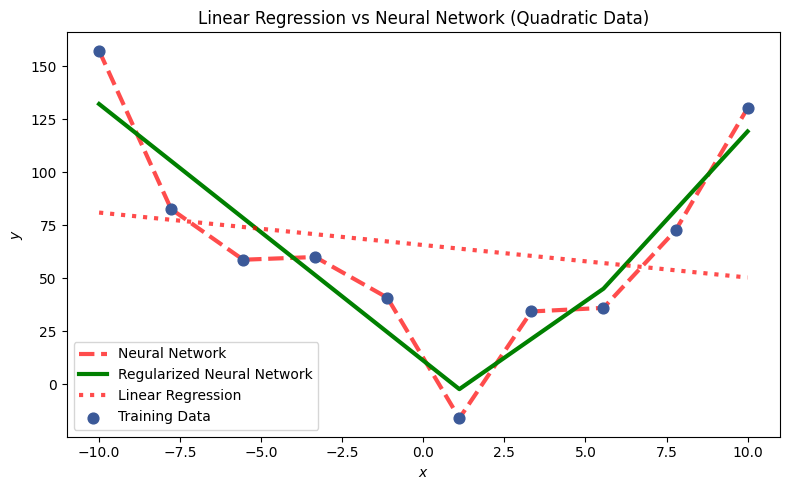 Linear Regression vs Neural Network (Quadratic Data)
150
125
100
75
50
25
0
y
Neural Network
Regularized Neural Network
Linear Regression
Training Data
−10.0 −7.5 −5.0 −2.5 0.0 2.5 5.0 7.5 10.0
x